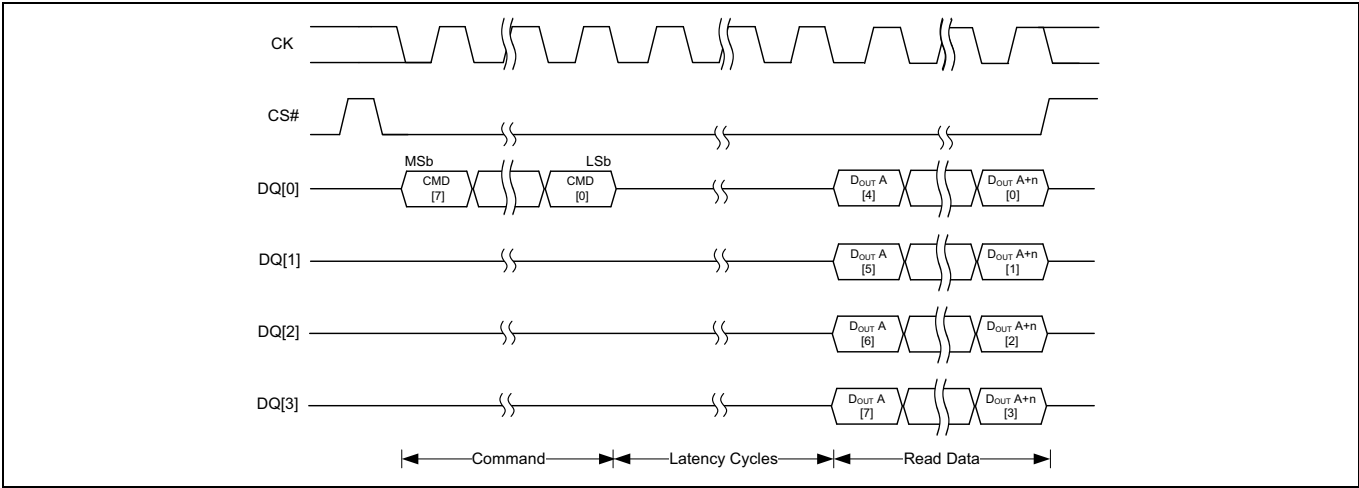 CK
CS#
MSb LSb
DQ[0] CMD [7] CMD [0] DOUT A [4] DOUT A+n [0]
DQ[1] DOUT A [5] DOUT A+n [1]
DQ[2] DOUT A [6] DOUT A+n [2]
DQ[3] DOUT A [7] DOUT A+n [3]
Command Latency Cycles Read Data